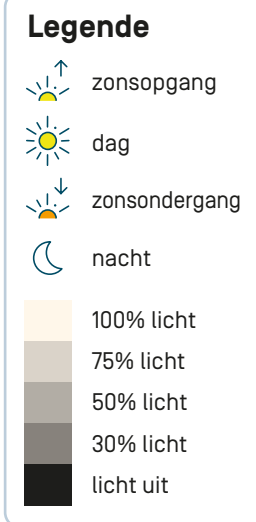 Legende
zonsopgang
dag
zonsondergang
nacht
100% licht
75% licht
50% licht
30% licht
licht uit